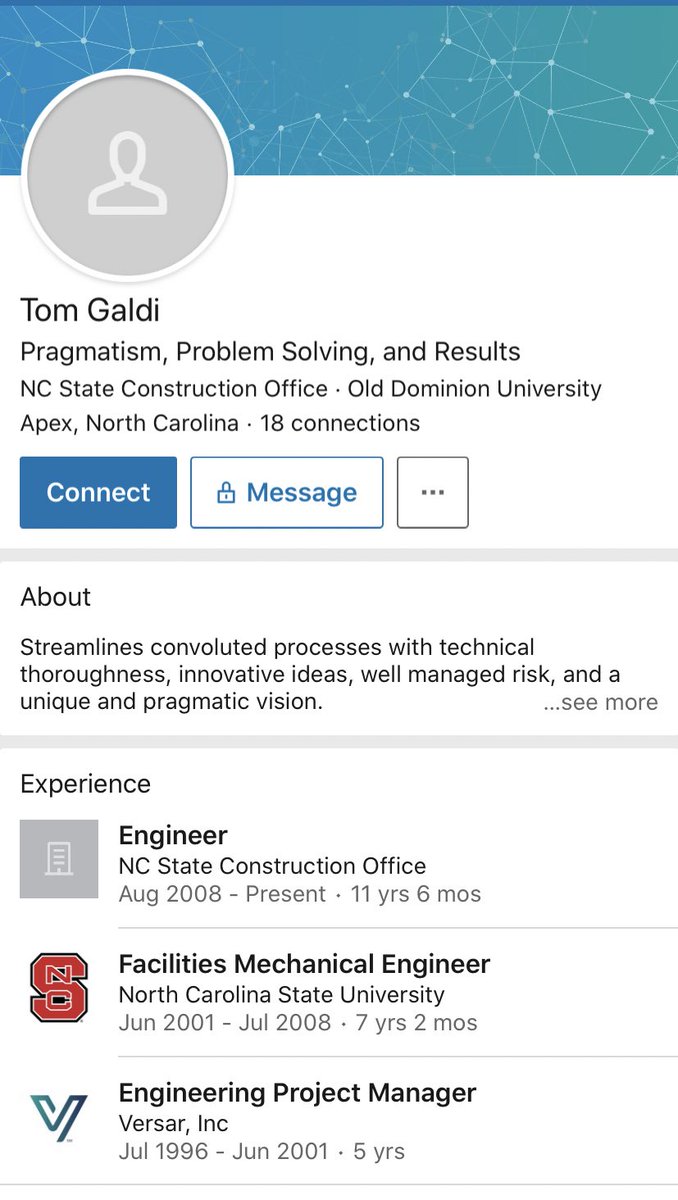 Tom Galdi
Pragmatism, Problem Solving, and Results
NC State Construction Office · Old Dominion University
Apex, North Carolina · 18 connections
Connect
Message
...
About
Streamlines convoluted processes with technical
thoroughness, innovative ideas, well managed risk, and a
unique and pragmatic vision.
...see more
Experience
Engineer
NC State Construction Office
Aug 2008 - Present · 11 yrs 6 mos
NSC
Facilities Mechanical Engineer
North Carolina State University
Jun 2001 - Jul 2008 · 7 yrs 2 mos
V
Engineering Project Manager
Versar, Inc
Jul 1996 - Jun 2001 · 5 yrs